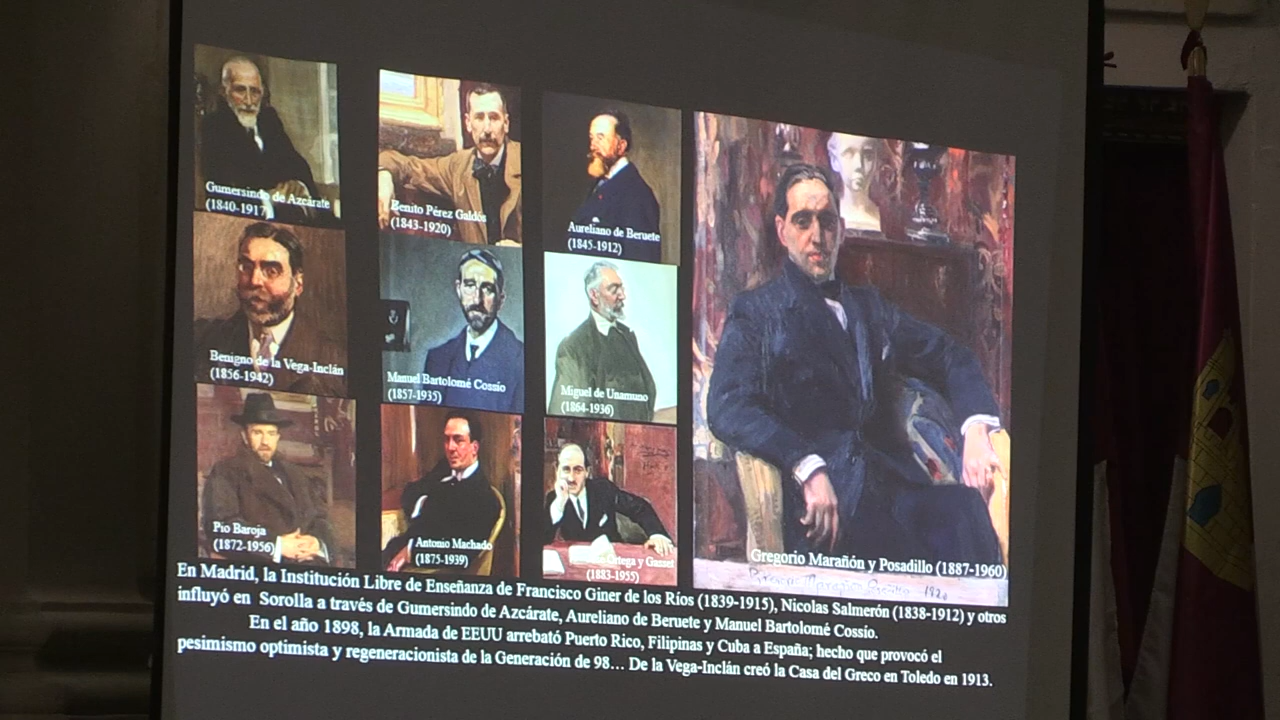 Gumersindo de Azcárate
(1840-1917)
Benito Pérez Galdós
(1843-1920)
Aureliano de Beruete
(1845-1912)
Benigno de la Vega-Inclán
(1856-1942)
Manuel Bartolomé Cossío
(1857-1935)
Miguel de Unamuno
(1864-1936)
Pio Baroja
(1872-1956)
Antonio Machado
(1875-1939)
Ortega y Gasset
(1883-1955)
Gregorio Marañón y Posadillo (1887-1960)
En Madrid, la Institución Libre de Enseñanza de Francisco Giner de los Ríos (1839-1915), Nicolas Salmerón (1838-1912) y otros
influyó en Sorolla a través de Gumersindo de Azcárate, Aureliano de Beruete y Manuel Bartolomé Cossío.
En el año 1898, la Armada de EEUU arrebató Puerto Rico, Filipinas y Cuba a España; hecho que provocó el
pesimismo optimista y regeneracionista de la Generación de 98… De la Vega-Inclán creó la Casa del Greco en Toledo en 1913.